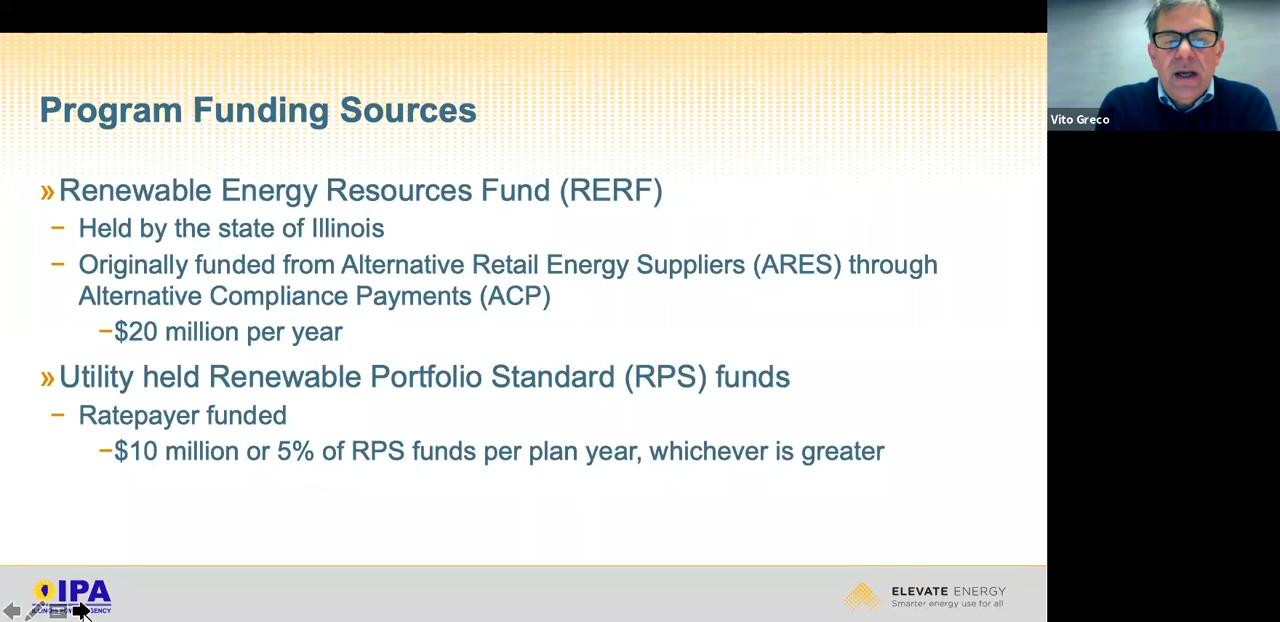 Program Funding Sources
» Renewable Energy Resources Fund (RERF)
– Held by the state of Illinois
– Originally funded from Alternative Retail Energy Suppliers (ARES) through
Alternative Compliance Payments (ACP)
–$20 million per year
» Utility held Renewable Portfolio Standard (RPS) funds
– Ratepayer funded
–$10 million or 5% of RPS funds per plan year, whichever is greater
Vito Greco
IPA
ELEVATE ENERGY
Smarter energy use for all